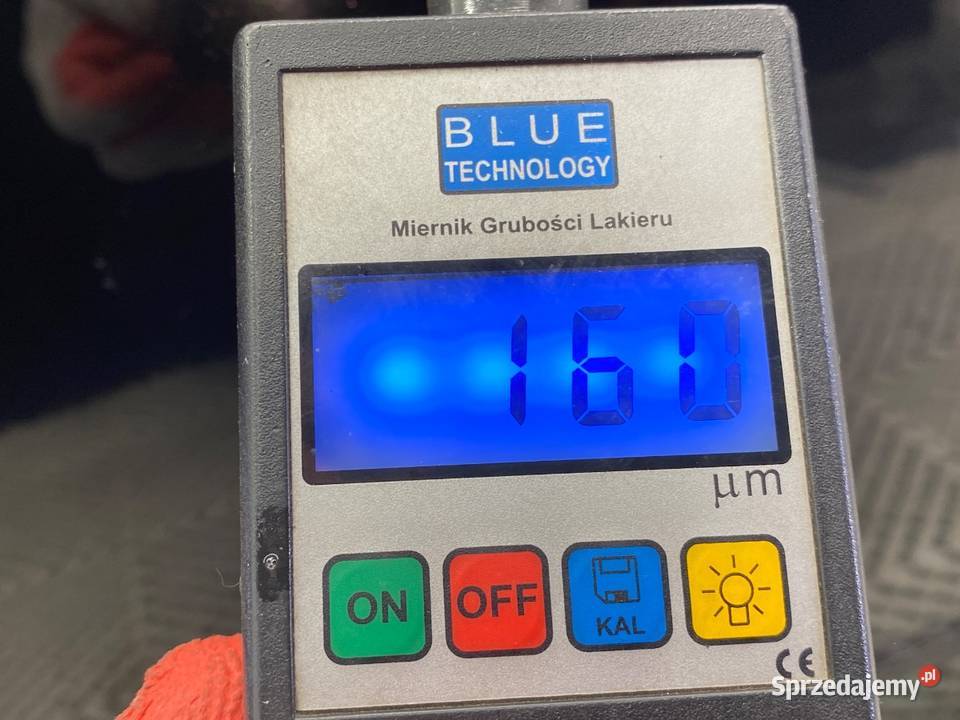 BLUE
TECHNOLOGY
Miernik Grubości Lakieru
160
μm
ON
OFF
KAL
CE
Sprzedajemy.pl